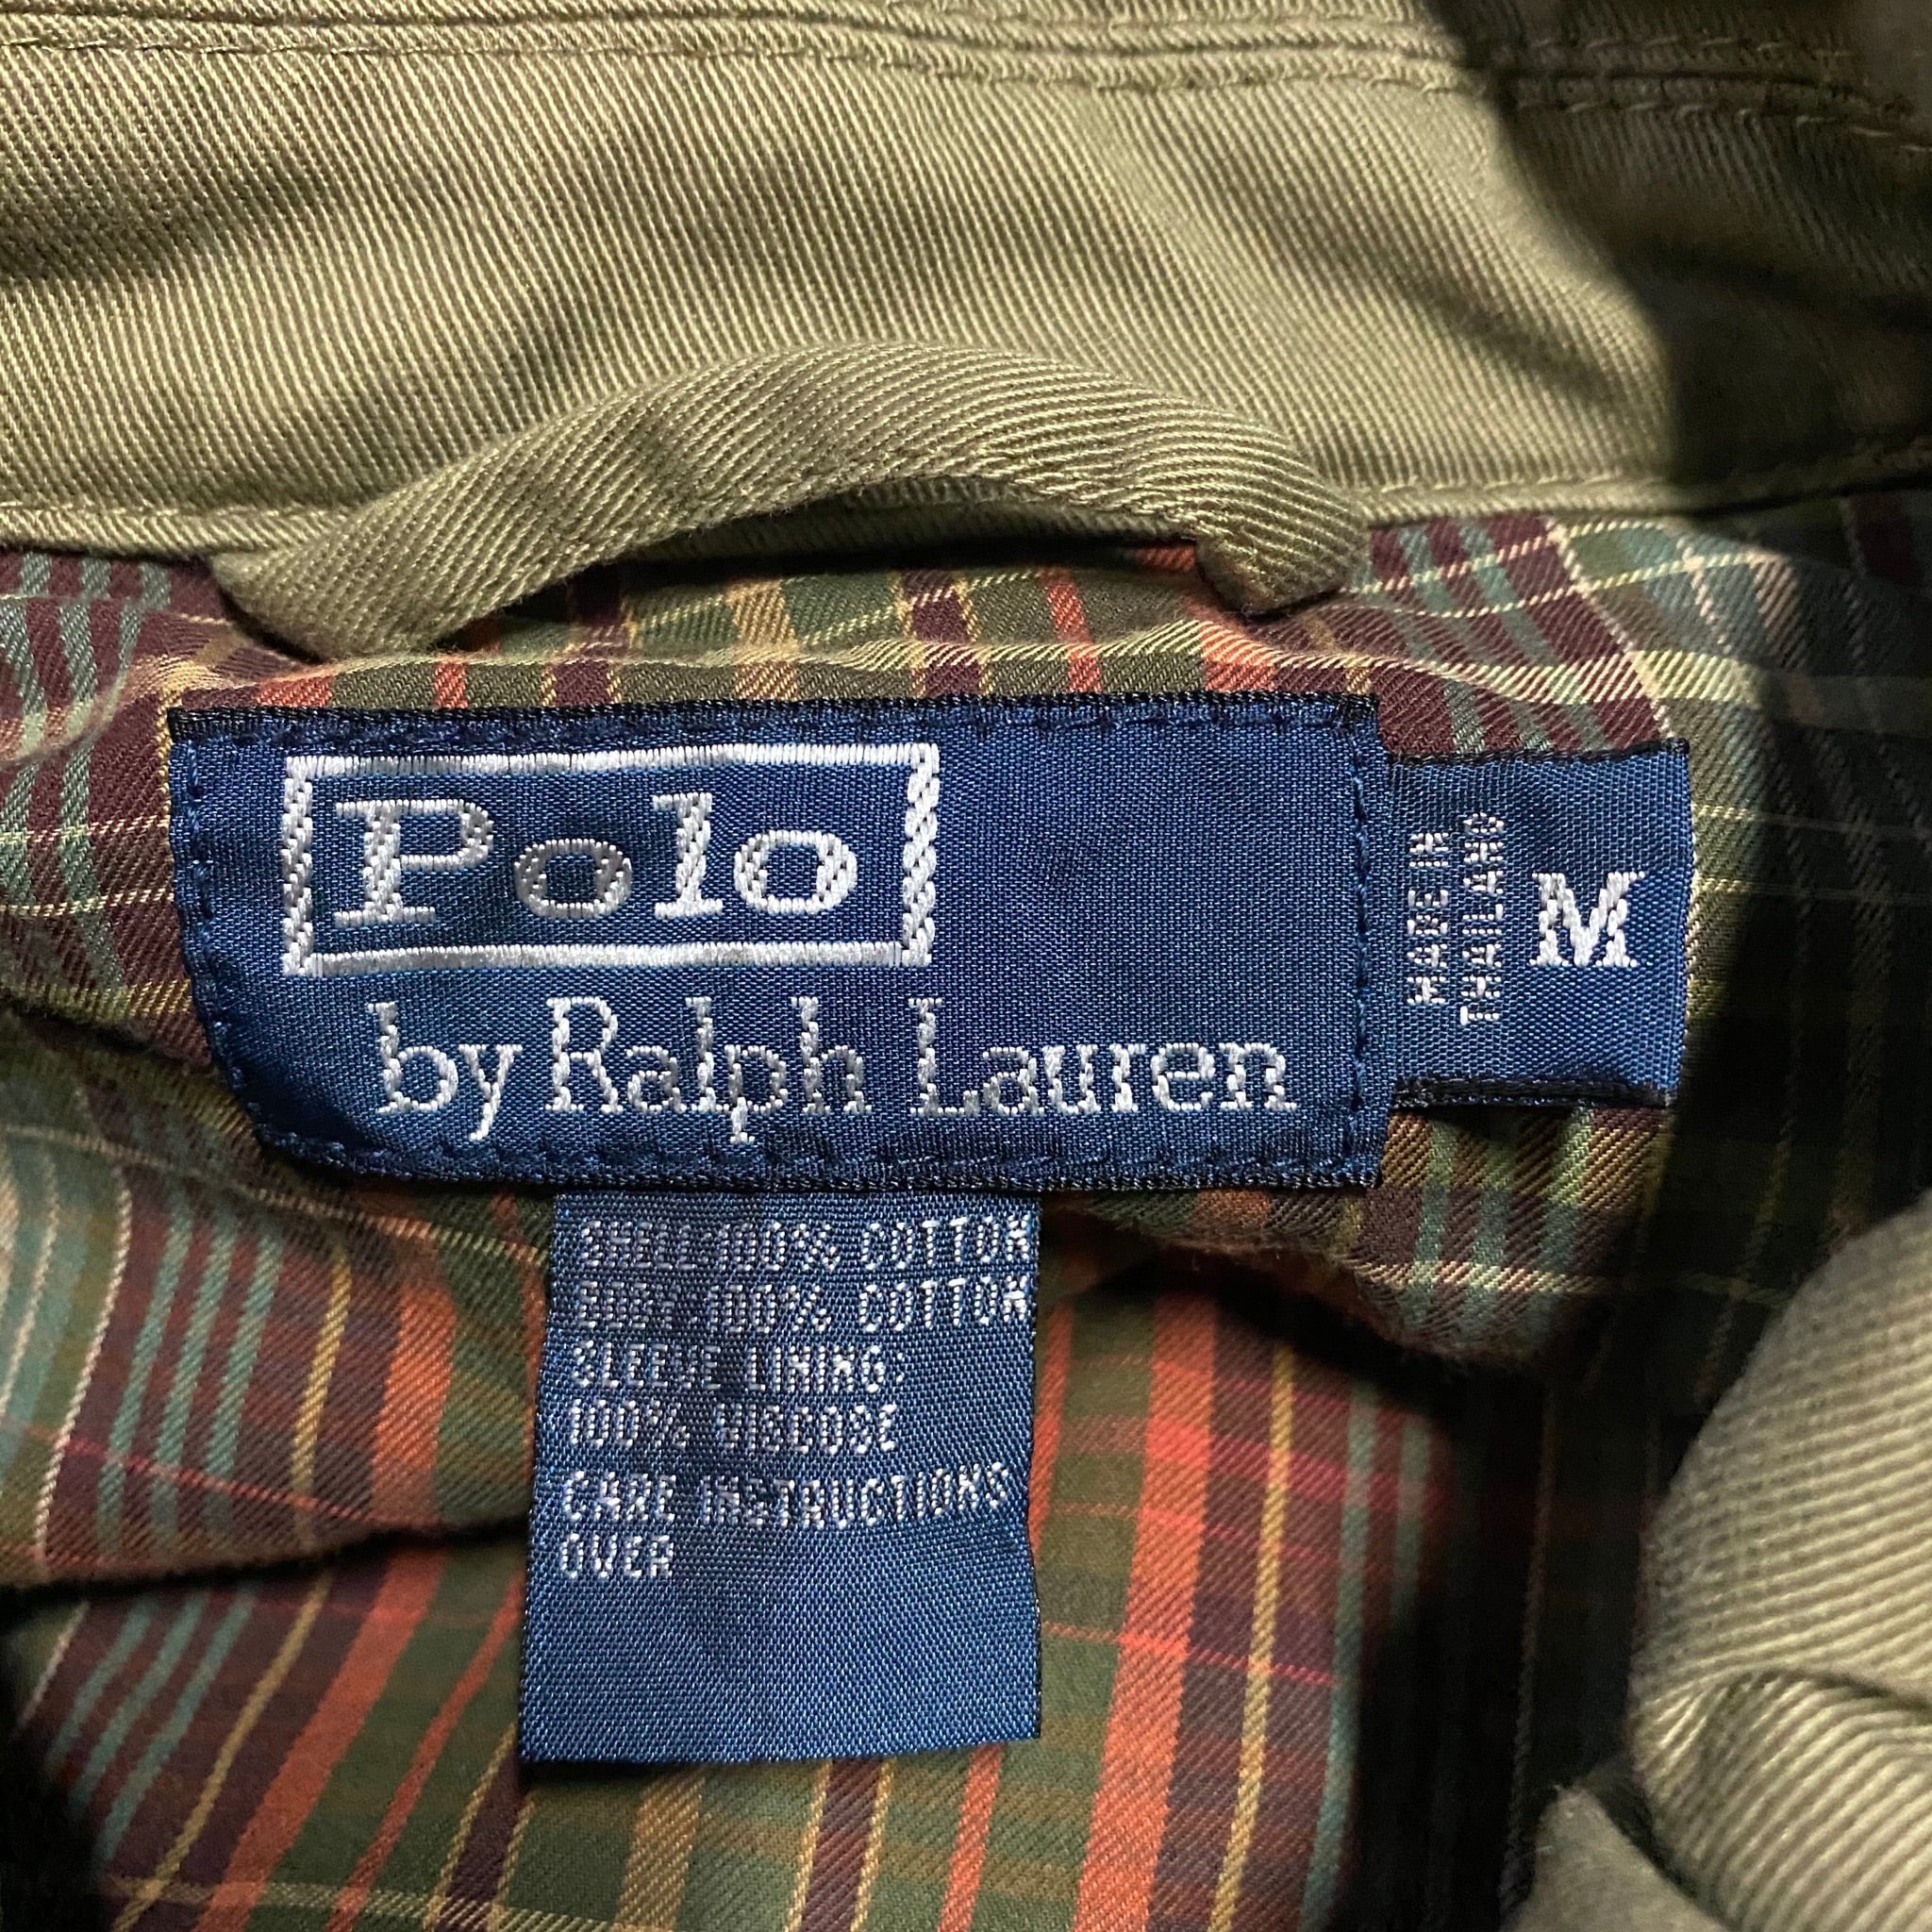 Polo
by Ralph Lauren
MADE IN
THAILAND
M
SHELL:100% COTTON
BODY:100% COTTON
SLEEVE LINING:
100% VISCOSE
CARE INSTRUCTIONS
OVER